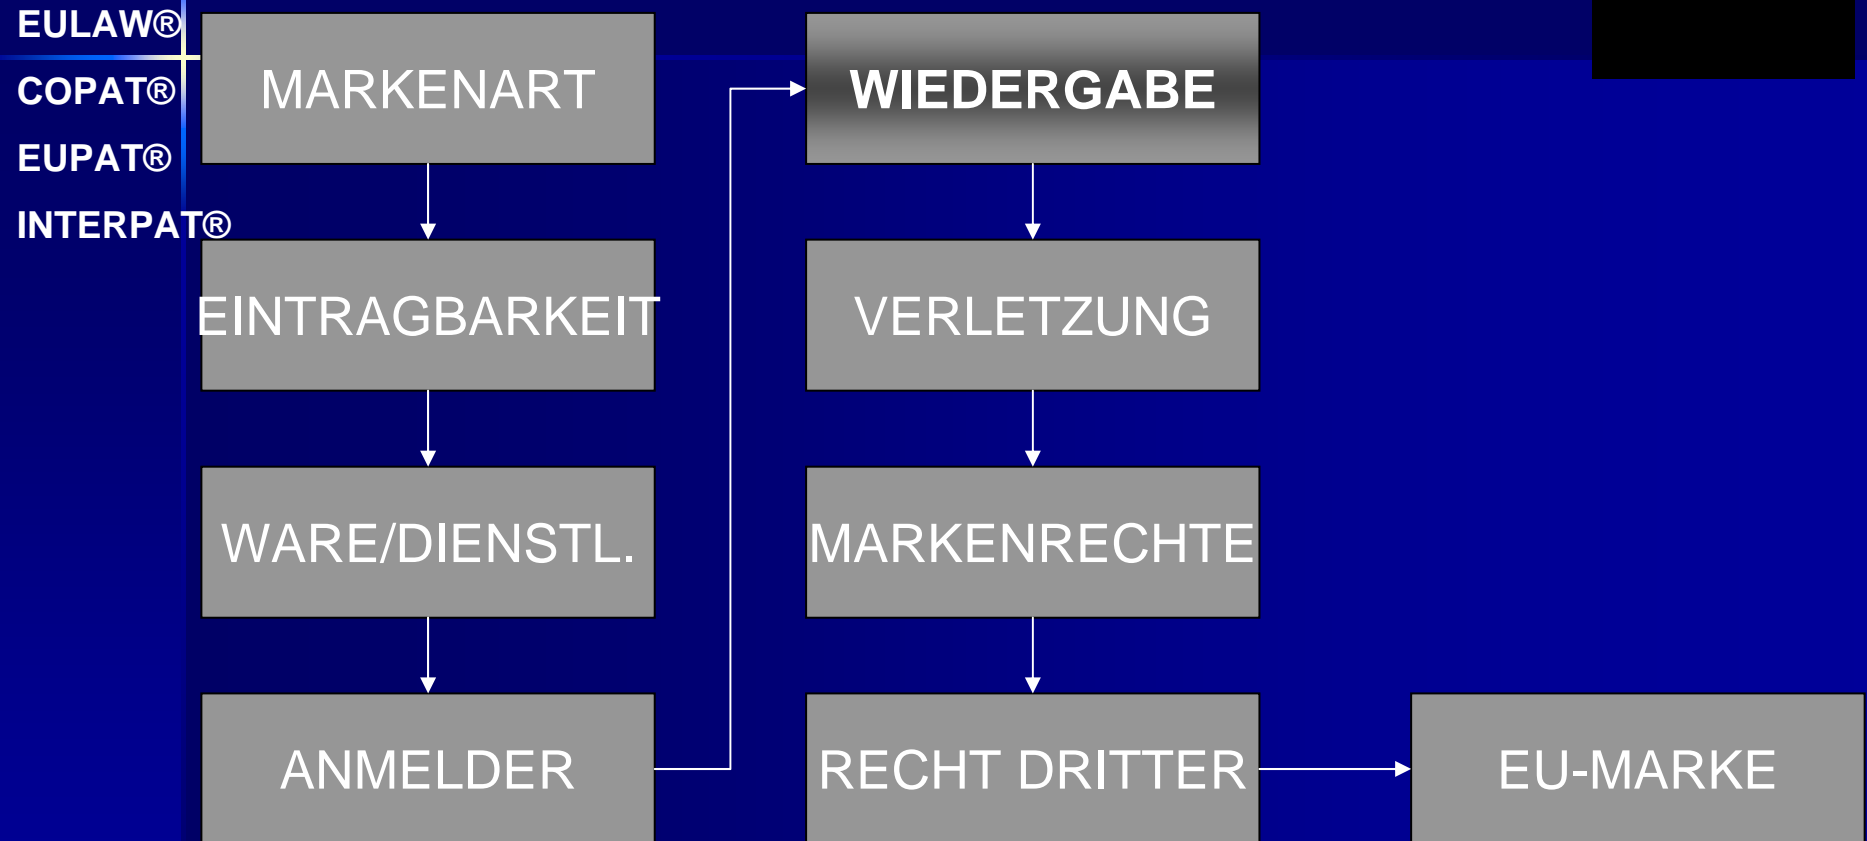 EULAW®
COPAT®
EUPAT®
INTERPAT®
MARKENART
EINTRAGBARKEIT
WARE/DIENSTL.
ANMELDER
WIEDERGABE
VERLETZUNG
MARKENRECHTE
RECHT DRITTER
EU-MARKE